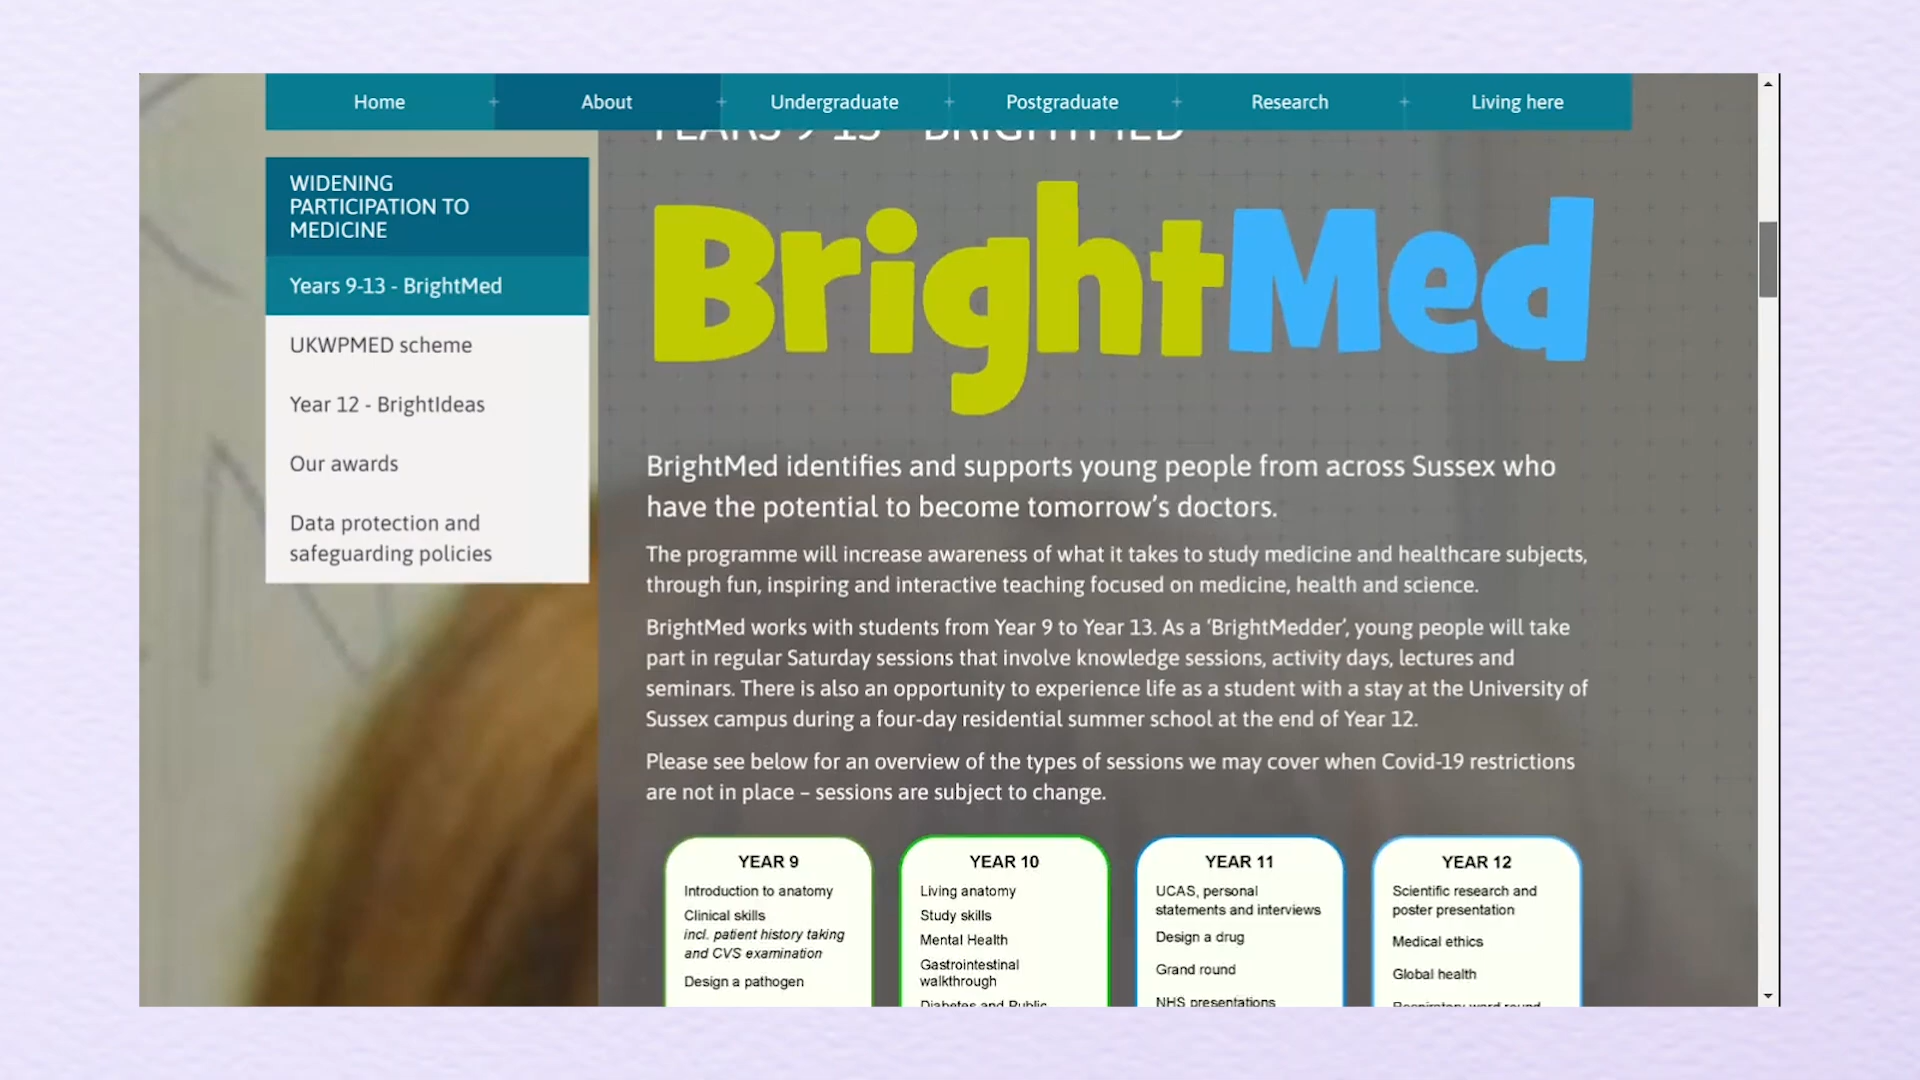 Home
About
Undergraduate
Postgraduate
Research
Living here
YEARS 9-13 - BRIGHTMED
WIDENING
PARTICIPATION TO
MEDICINE
Years 9-13 - BrightMed
UKWPMED scheme
Year 12 - BrightIdeas
Our awards
Data protection and
safeguarding policies
BrightMed
BrightMed identifies and supports young people from across Sussex who
have the potential to become tomorrow’s doctors.
The programme will increase awareness of what it takes to study medicine and healthcare subjects,
through fun, inspiring and interactive teaching focused on medicine, health and science.
BrightMed works with students from Year 9 to Year 13. As a ‘BrightMedder’, young people will take
part in regular Saturday sessions that involve knowledge sessions, activity days, lectures and
seminars. There is also an opportunity to experience life as a student with a stay at the University of
Sussex campus during a four-day residential summer school at the end of Year 12.
Please see below for an overview of the types of sessions we may cover when Covid-19 restrictions
are not in place – sessions are subject to change.
YEAR 9
Introduction to anatomy
Clinical skills
incl. patient history taking
and CVS examination
Design a pathogen
YEAR 10
Living anatomy
Study skills
Mental Health
Gastrointestinal
walkthrough
Diabetes and Public
YEAR 11
UCAS, personal
statements and interviews
Design a drug
Grand round
NHS presentations
YEAR 12
Scientific research and
poster presentation
Medical ethics
Global health
Respiratory ward round